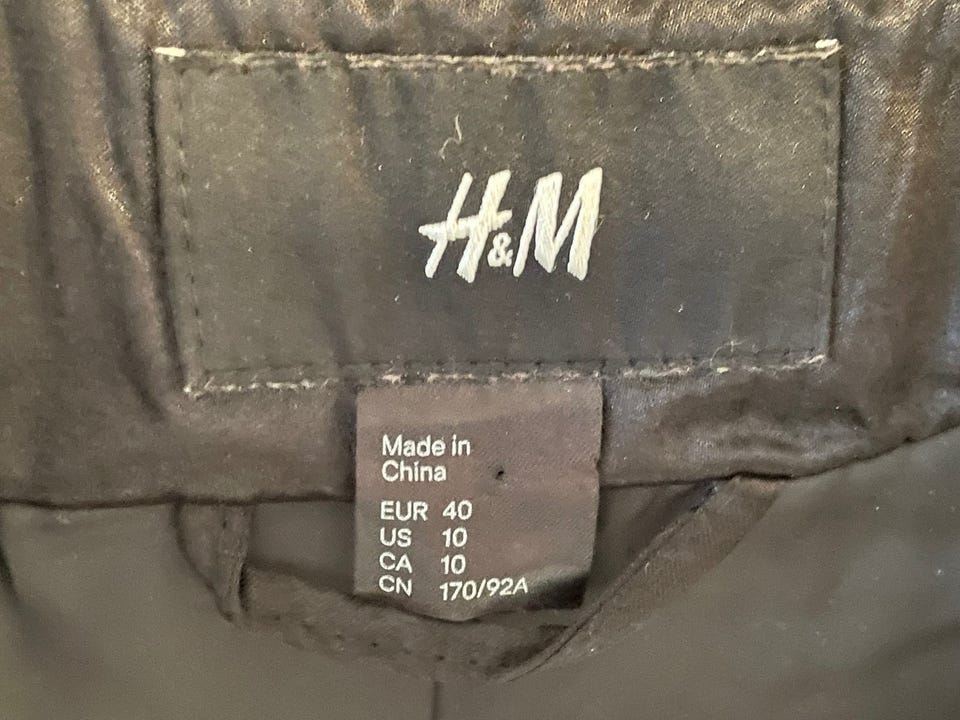 H&M
Made in
China
EUR 40
US 10
CA 10
CN 170/92A